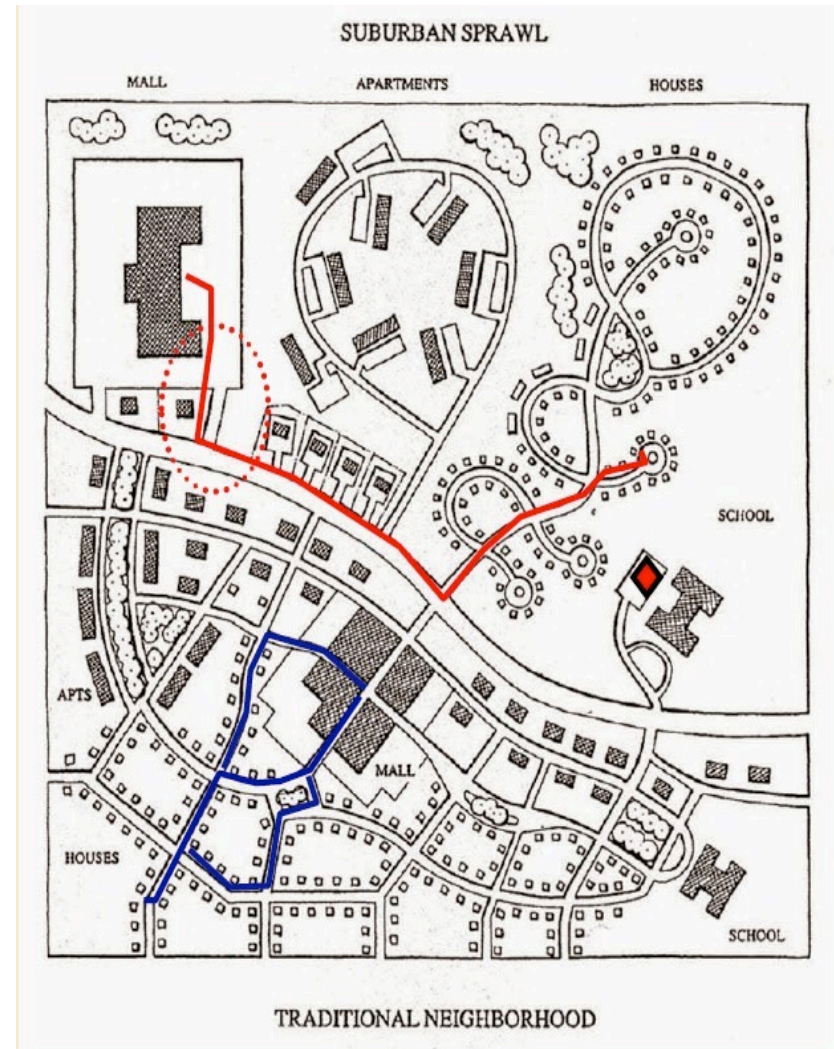 SUBURBAN SPRAWL
MALL APARTMENTS HOUSES
SCHOOL
APTS
MALL
HOUSES
SCHOOL
TRADITIONAL NEIGHBORHOOD